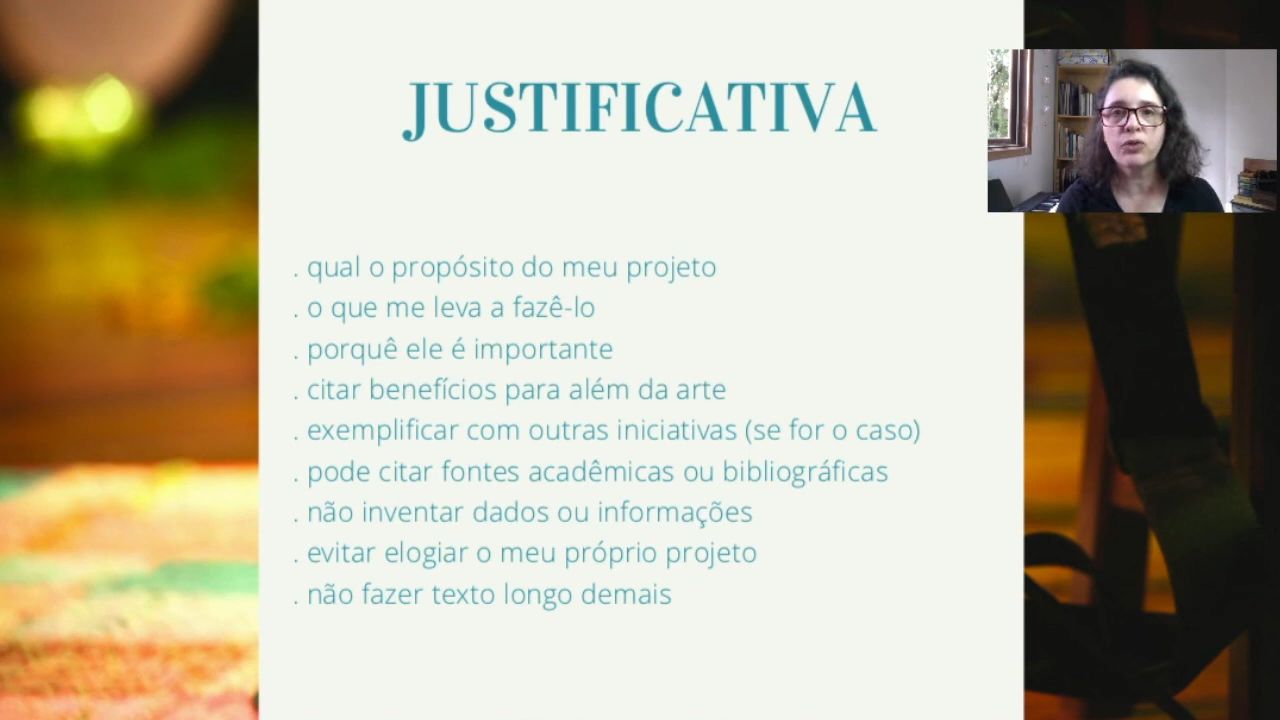 JUSTIFICATIVA
. qual o propósito do meu projeto
. o que me leva a fazê-lo
. porquê ele é importante
. citar benefícios para além da arte
. exemplificar com outras iniciativas (se for o caso)
. pode citar fontes acadêmicas ou bibliográficas
. não inventar dados ou informações
. evitar elogiar o meu próprio projeto
. não fazer texto longo demais